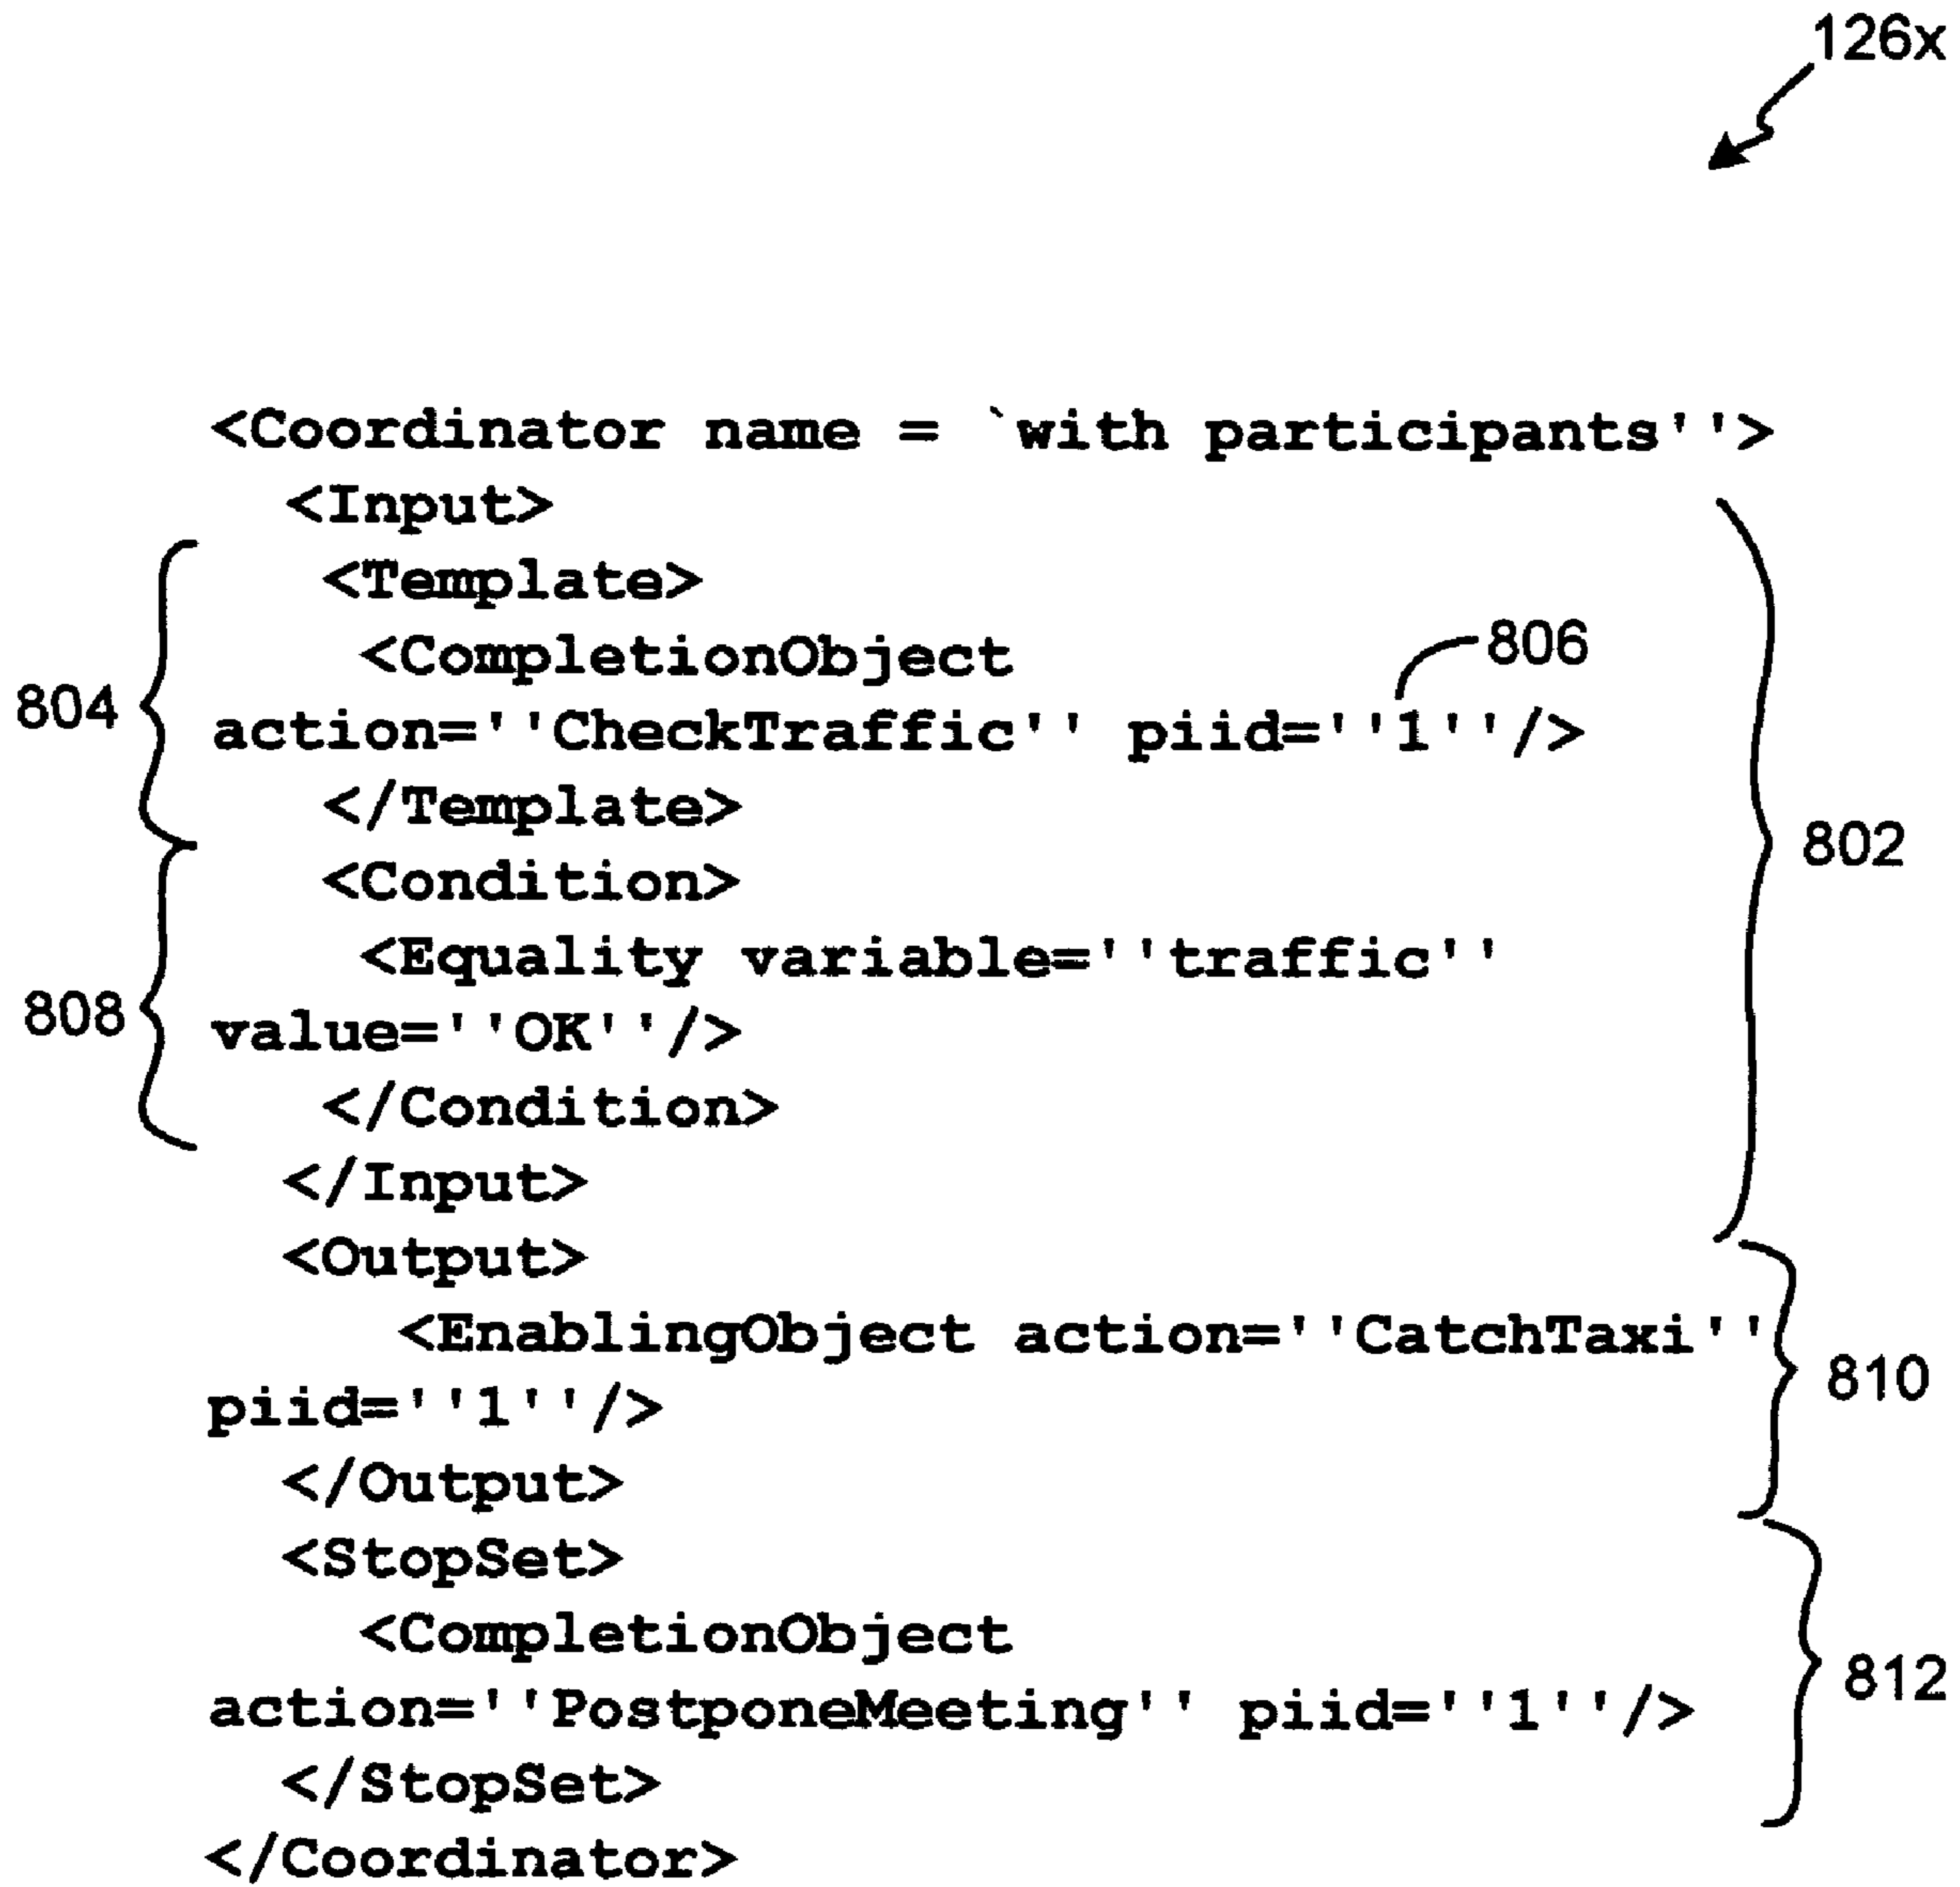 126x
<Coordinator name = `with participants''>
<Input>
<Template>
<CompletionObject
806
804
action=''CheckTraffic'' piid=''1''/>
</Template>
802
<Condition>
<Equality variable=''traffic''
808
value=''OK''/>
</Condition>
</Input>
<Output>
<EnablingObject action=''CatchTaxi''
810
piid=''1''/>
</Output>
<StopSet>
<CompletionObject
812
action=''PostponeMeeting'' piid=''1''/>
</StopSet>
</Coordinator>